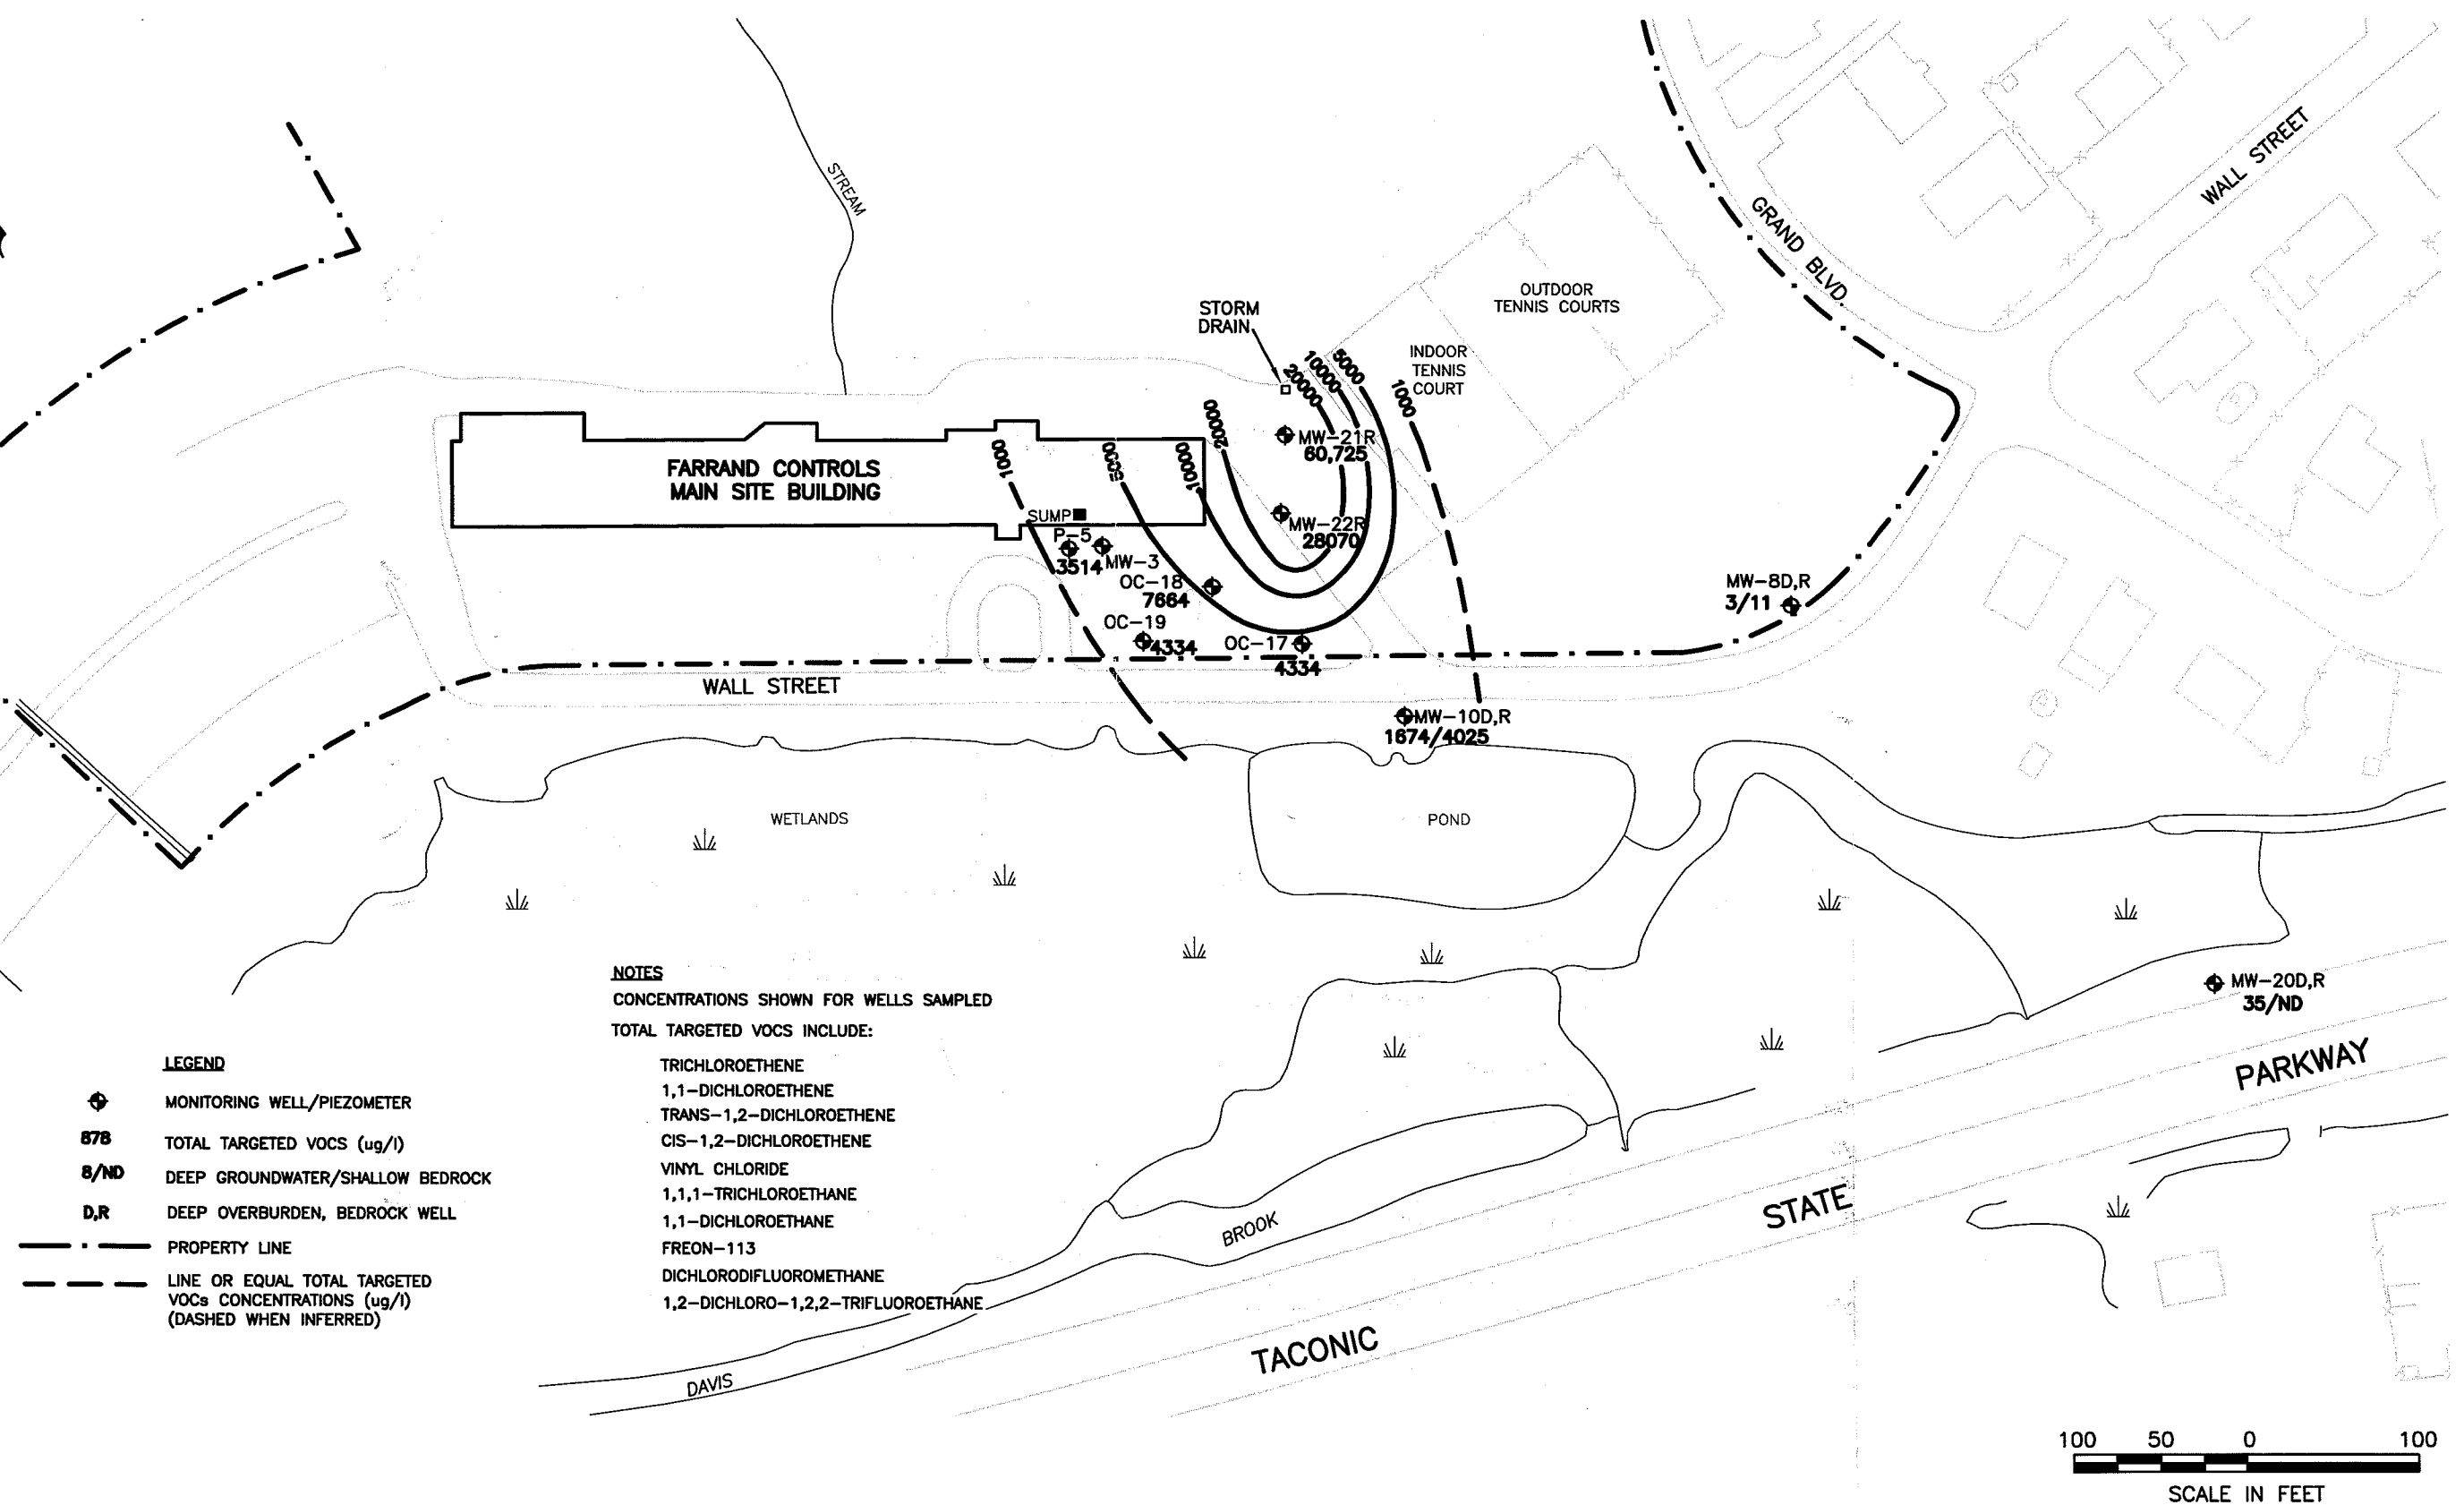 STREAM
WALL STREET
GRAND BLVD.
OUTDOOR
TENNIS COURTS
STORM
DRAIN
INDOOR
TENNIS
COURT
20000
10000
5000
1000
1000
5000
10000
20000
MW-21R
60,725
FARRAND CONTROLS
MAIN SITE BUILDING
SUMP
MW-22R
28070
P-5
3514
MW-3
OC-18
7664
OC-19
4334
OC-17
4334
MW-8D,R
3/11
WALL STREET
MW-10D,R
1674/4025
WETLANDS
POND
MW-20D,R
35/ND
NOTES
CONCENTRATIONS SHOWN FOR WELLS SAMPLED
TOTAL TARGETED VOCS INCLUDE:
TRICHLOROETHENE
1,1-DICHLOROETHENE
TRANS-1,2-DICHLOROETHENE
CIS-1,2-DICHLOROETHENE
VINYL CHLORIDE
1,1,1-TRICHLOROETHANE
1,1-DICHLOROETHANE
FREON-113
DICHLORODIFLUOROMETHANE
1,2-DICHLORO-1,2,2-TRIFLUOROETHANE
LEGEND
MONITORING WELL/PIEZOMETER
878 TOTAL TARGETED VOCS (ug/l)
8/ND DEEP GROUNDWATER/SHALLOW BEDROCK
D,R DEEP OVERBURDEN, BEDROCK WELL
PROPERTY LINE
LINE OR EQUAL TOTAL TARGETED
VOCs CONCENTRATIONS (ug/l)
(DASHED WHEN INFERRED)
DAVIS
BROOK
TACONIC
STATE
PARKWAY
100 50 0 100
SCALE IN FEET